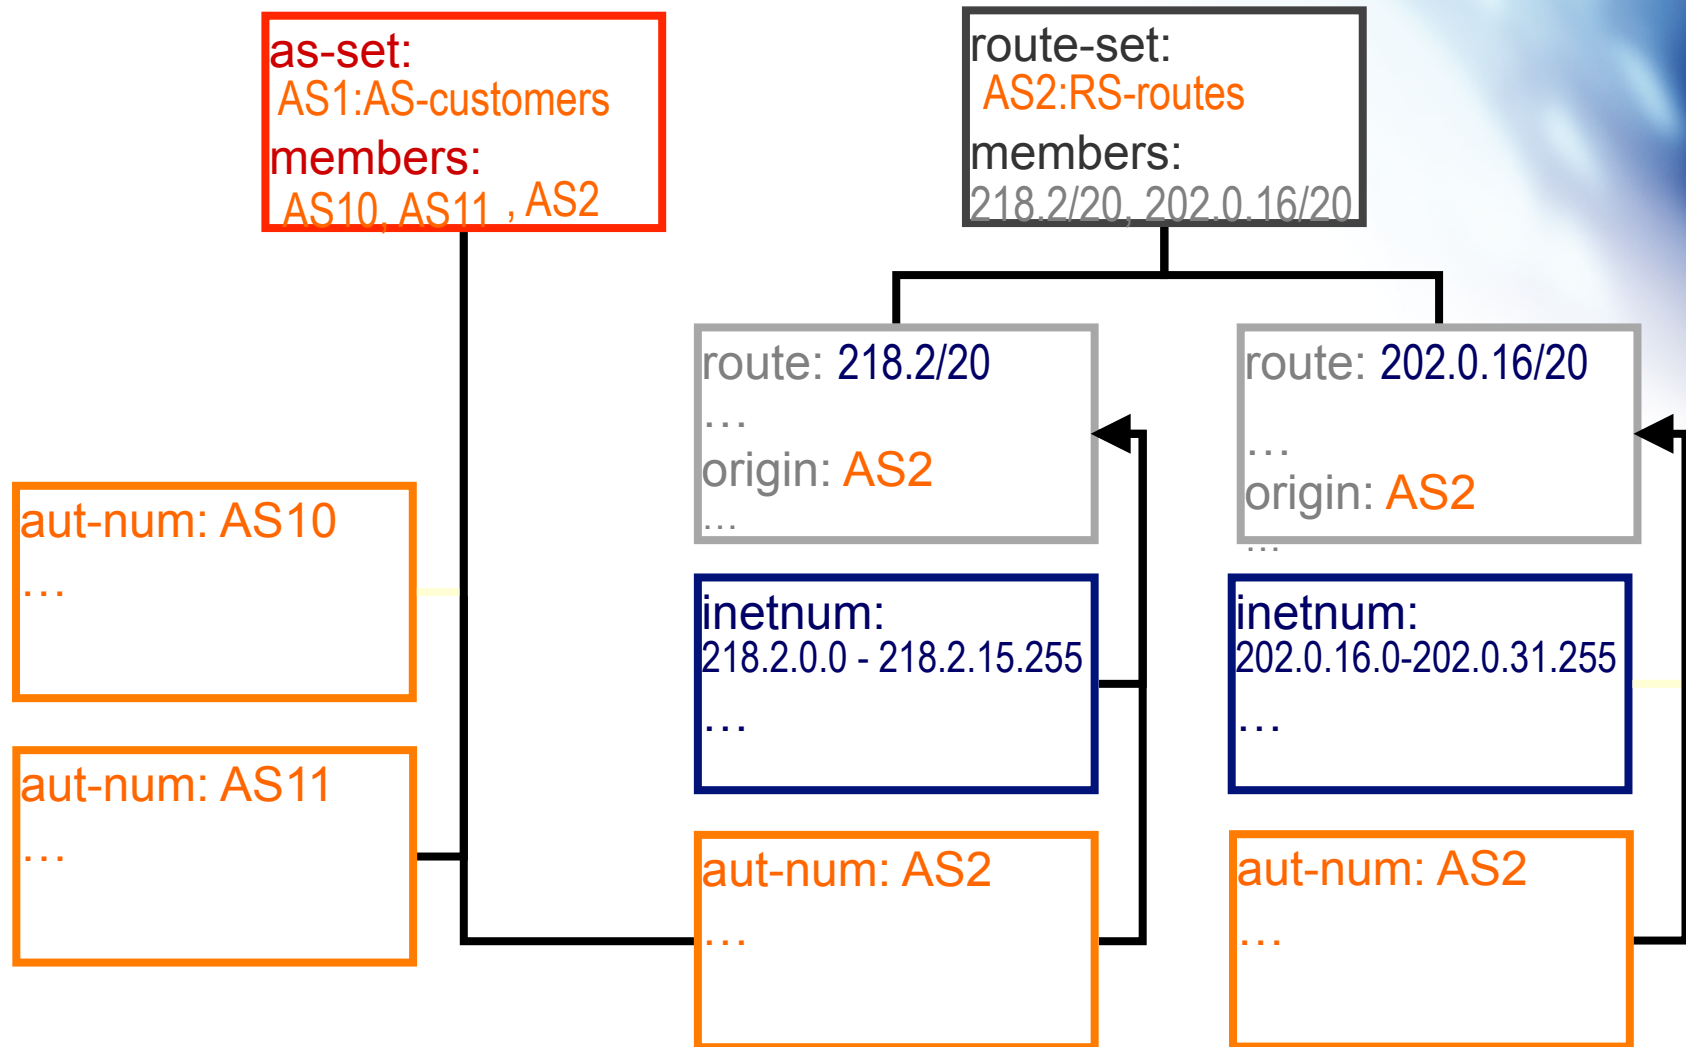 as-set:
AS1:AS-customers
members:
AS10, AS11 , AS2
route-set:
AS2:RS-routes
members:
218.2/20, 202.0.16/20
route: 218.2/20
…
origin: AS2
…
route: 202.0.16/20
…
origin: AS2
…
aut-num: AS10
…
inetnum:
218.2.0.0 - 218.2.15.255
…
inetnum:
202.0.16.0-202.0.31.255
…
aut-num: AS11
…
aut-num: AS2
…
aut-num: AS2
…